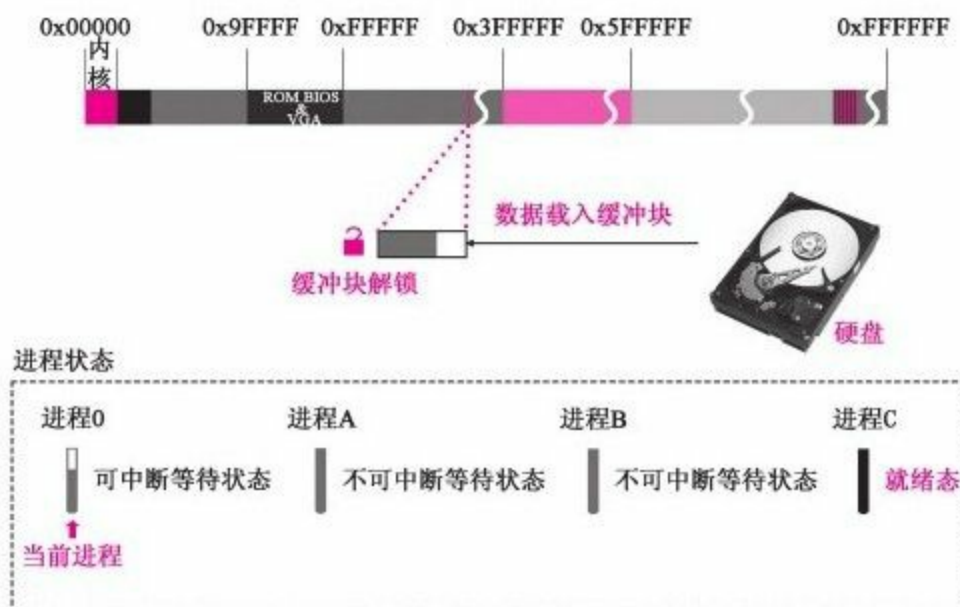 0x00000 0x9FFFF 0xFFFFF 0x3FFFFF 0x5FFFFF 0xFFFFFF
内
核
ROM BIOS
&
VGA
数据载入缓冲块
缓冲块解锁
硬盘
进程状态
进程0 进程A 进程B 进程C
可中断等待状态 不可中断等待状态 不可中断等待状态 就绪态
当前进程